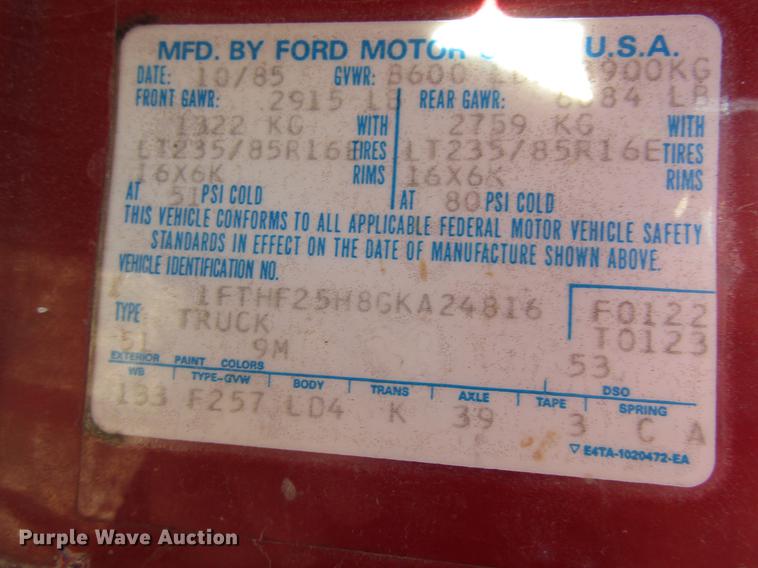 MFD. BY FORD MOTOR U.S.A.
DATE: 10/85 GVWR: 8600 LB 3900KG
FRONT GAWR: 2915 LB REAR GAWR: 6084 LB
1322 KG WITH 2759 KG WITH
LT235/85R16E TIRES LT235/85R16E TIRES
16X6K RIMS 16X6K RIMS
AT 51 PSI COLD AT 80 PSI COLD
THIS VEHICLE CONFORMS TO ALL APPLICABLE FEDERAL MOTOR VEHICLE SAFETY
STANDARDS IN EFFECT ON THE DATE OF MANUFACTURE SHOWN ABOVE.
VEHICLE IDENTIFICATION NO.
1FTHF25H8GKA24816 F0122
TYPE TRUCK T0123
51 9M 53
EXTERIOR PAINT COLORS DSO
WB TYPE-GVW BODY TRANS AXLE TAPE SPRING
133 F257 LD4 K 39 3 C A
E4TA-1020472-EA
Purple Wave Auction